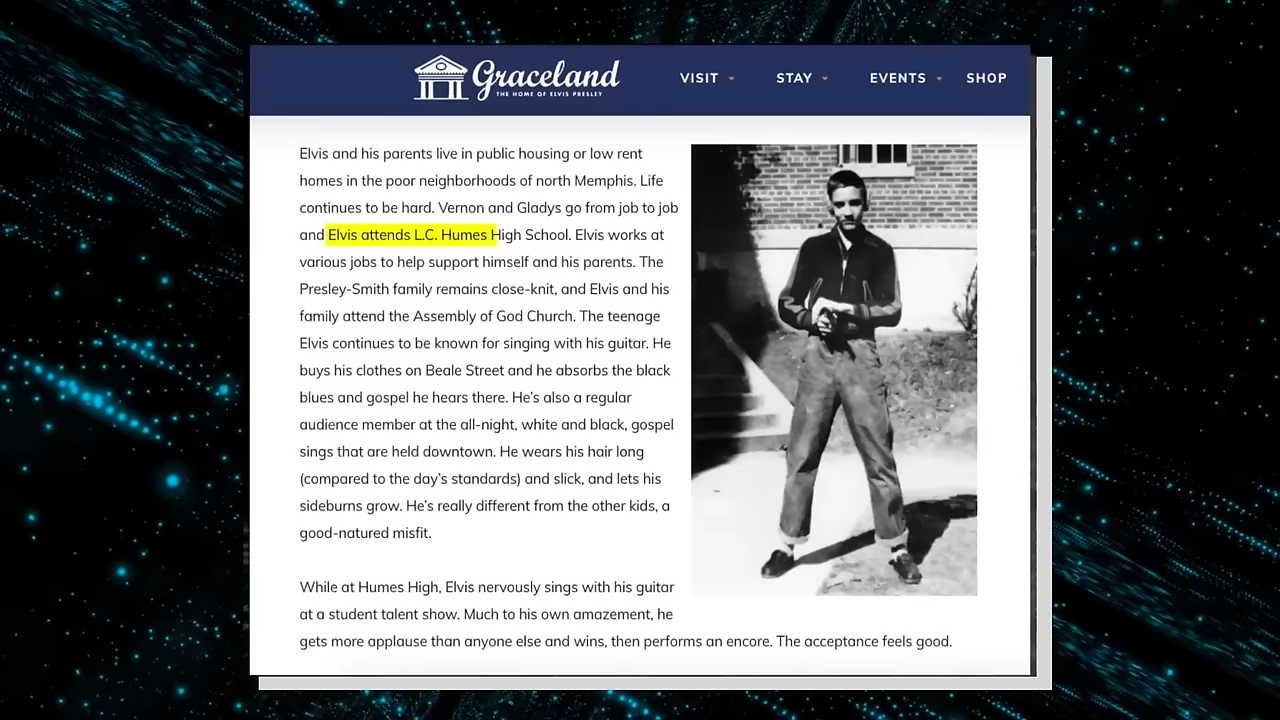 Graceland
THE HOME OF ELVIS PRESLEY
VISIT
STAY
EVENTS
SHOP
Elvis and his parents live in public housing or low rent
homes in the poor neighborhoods of north Memphis. Life
continues to be hard. Vernon and Gladys go from job to job
and Elvis attends L.C. Humes High School. Elvis works at
various jobs to help support himself and his parents. The
Presley-Smith family remains close-knit, and Elvis and his
family attend the Assembly of God Church. The teenage
Elvis continues to be known for singing with his guitar. He
buys his clothes on Beale Street and he absorbs the black
blues and gospel he hears there. He’s also a regular
audience member at the all-night, white and black, gospel
sings that are held downtown. He wears his hair long
(compared to the day’s standards) and slick, and lets his
sideburns grow. He’s really different from the other kids, a
good-natured misfit.
While at Humes High, Elvis nervously sings with his guitar
at a student talent show. Much to his own amazement, he
gets more applause than anyone else and wins, then performs an encore. The acceptance feels good.